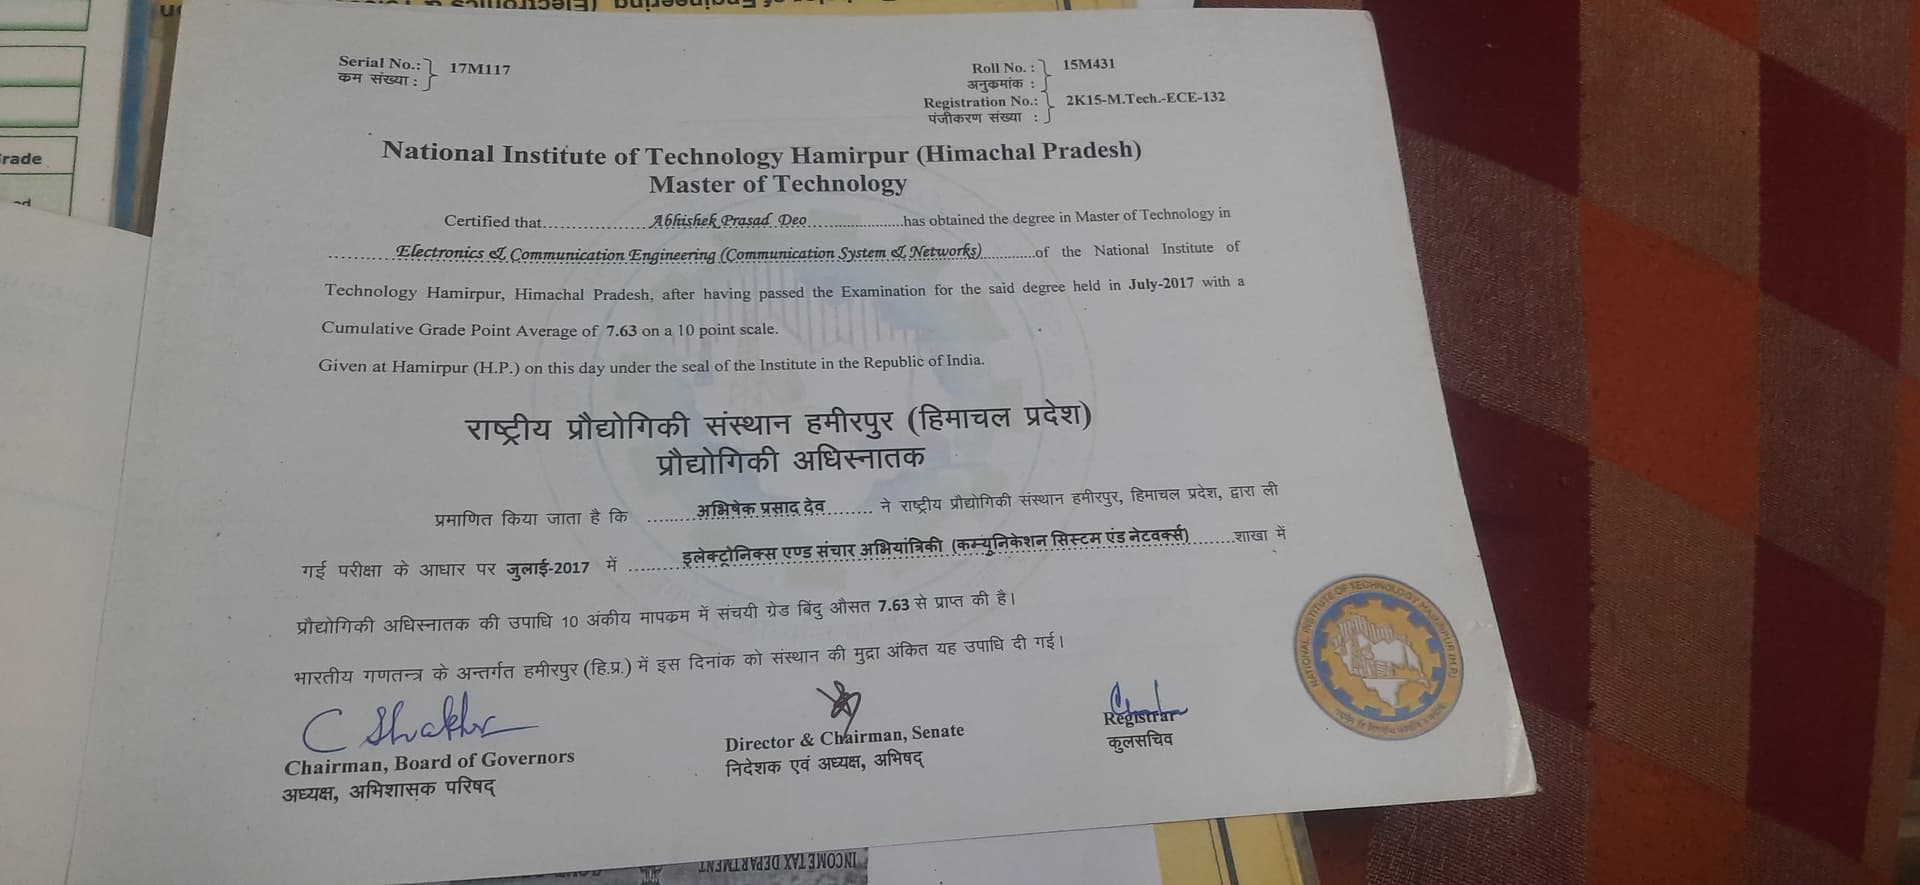 Serial No.: 17M117
कम संख्या :
Roll No. : 15M431
अनुकमांक :
Registration No.: 2K15-M.Tech.-ECE-132
पंजीकरण संख्या :
National Institute of Technology Hamirpur (Himachal Pradesh)
Master of Technology
Certified that....................Abhishek Prasad Deo....................has obtained the degree in Master of Technology in
..........Electronics & Communication Engineering (Communication System & Networks)............of the National Institute of
Technology Hamirpur, Himachal Pradesh, after having passed the Examination for the said degree held in July-2017 with a
Cumulative Grade Point Average of 7.63 on a 10 point scale.
Given at Hamirpur (H.P.) on this day under the seal of the Institute in the Republic of India.
राष्ट्रीय प्रौद्योगिकी संस्थान हमीरपुर (हिमाचल प्रदेश)
प्रौद्योगिकी अधिस्नातक
प्रमाणित किया जाता है कि ........अभिषेक प्रसाद देव........ ने राष्ट्रीय प्रौद्योगिकी संस्थान हमीरपुर, हिमाचल प्रदेश, द्वारा ली
गई परीक्षा के आधार पर जुलाई-2017 में .........इलेक्ट्रोनिक्स एण्ड संचार अभियांत्रिकी (कम्युनिकेशन सिस्टम एंड नेटवर्क्स)........शाखा में
प्रौद्योगिकी अधिस्नातक की उपाधि 10 अंकीय मापकम में संचयी ग्रेड बिंदु औसत 7.63 से प्राप्त की है।
भारतीय गणतन्त्र के अन्तर्गत हमीरपुर (हि.प्र.) में इस दिनांक को संस्थान की मुद्रा अंकित यह उपाधि दी गई।
Chairman, Board of Governors
अध्यक्ष, अभिशासक परिषद्
Director & Chairman, Senate
निदेशक एवं अध्यक्ष, अभिषद्
Registrar
कुलसचिव
NATIONAL INSTITUTE OF TECHNOLOGY HAMIRPUR (H.P.)
INCOME TAX DEPARTMENT